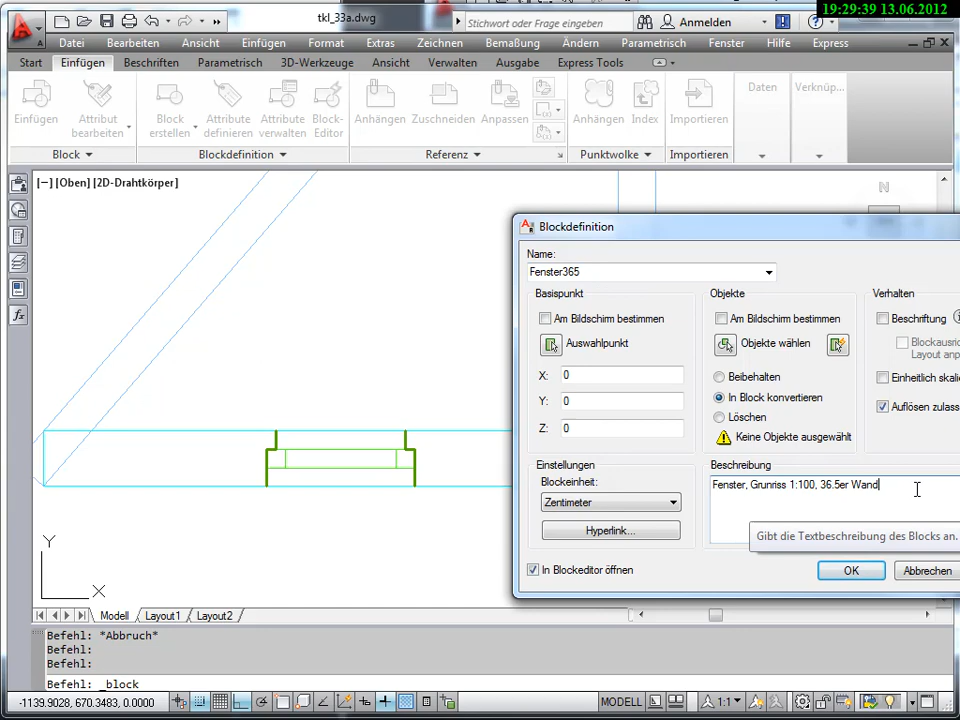 19:29:39 13.06.2012
tkl_33a.dwg
Stichwort oder Frage eingeben
Anmelden
Datei Bearbeiten Ansicht Einfügen Format Extras Zeichnen Bemaßung Ändern Parametrisch Fenster Hilfe Express
Start Einfügen Beschriften Parametrisch 3D-Werkzeuge Ansicht Verwalten Ausgabe Express Tools
Einfügen
Attribut
bearbeiten
Block
erstellen
Attribute
definieren
Attribute
verwalten
Block-
Editor
Anhängen
Zuschneiden
Anpassen
Anhängen
Index
Importieren
Daten
Verknüp...
Block
Blockdefinition
Referenz
Punktwolke
Importieren
[−] [Oben] [2D-Drahtkörper]
N
Blockdefinition
Name:
Fenster365
Basispunkt
Objekte
Verhalten
Am Bildschirm bestimmen
Am Bildschirm bestimmen
Beschriftung
Auswahlpunkt
Objekte wählen
Blockausric
Layout anp
X: 0
Beibehalten
Einheitlich skalie
Y: 0
In Block konvertieren
Auflösen zulass
Löschen
Z: 0
Keine Objekte ausgewählt
Einstellungen
Beschreibung
Blockeinheit:
Fenster, Grunriss 1:100, 36.5er Wand
Zentimeter
Hyperlink...
Gibt die Textbeschreibung des Blocks an.
In Blockeditor öffnen
OK
Abbrechen
Y
X
Modell Layout1 Layout2
Befehl: *Abbruch*
Befehl:
Befehl:
Befehl: _block
-1139.9028, 670.3483, 0.0000
MODELL
1:1